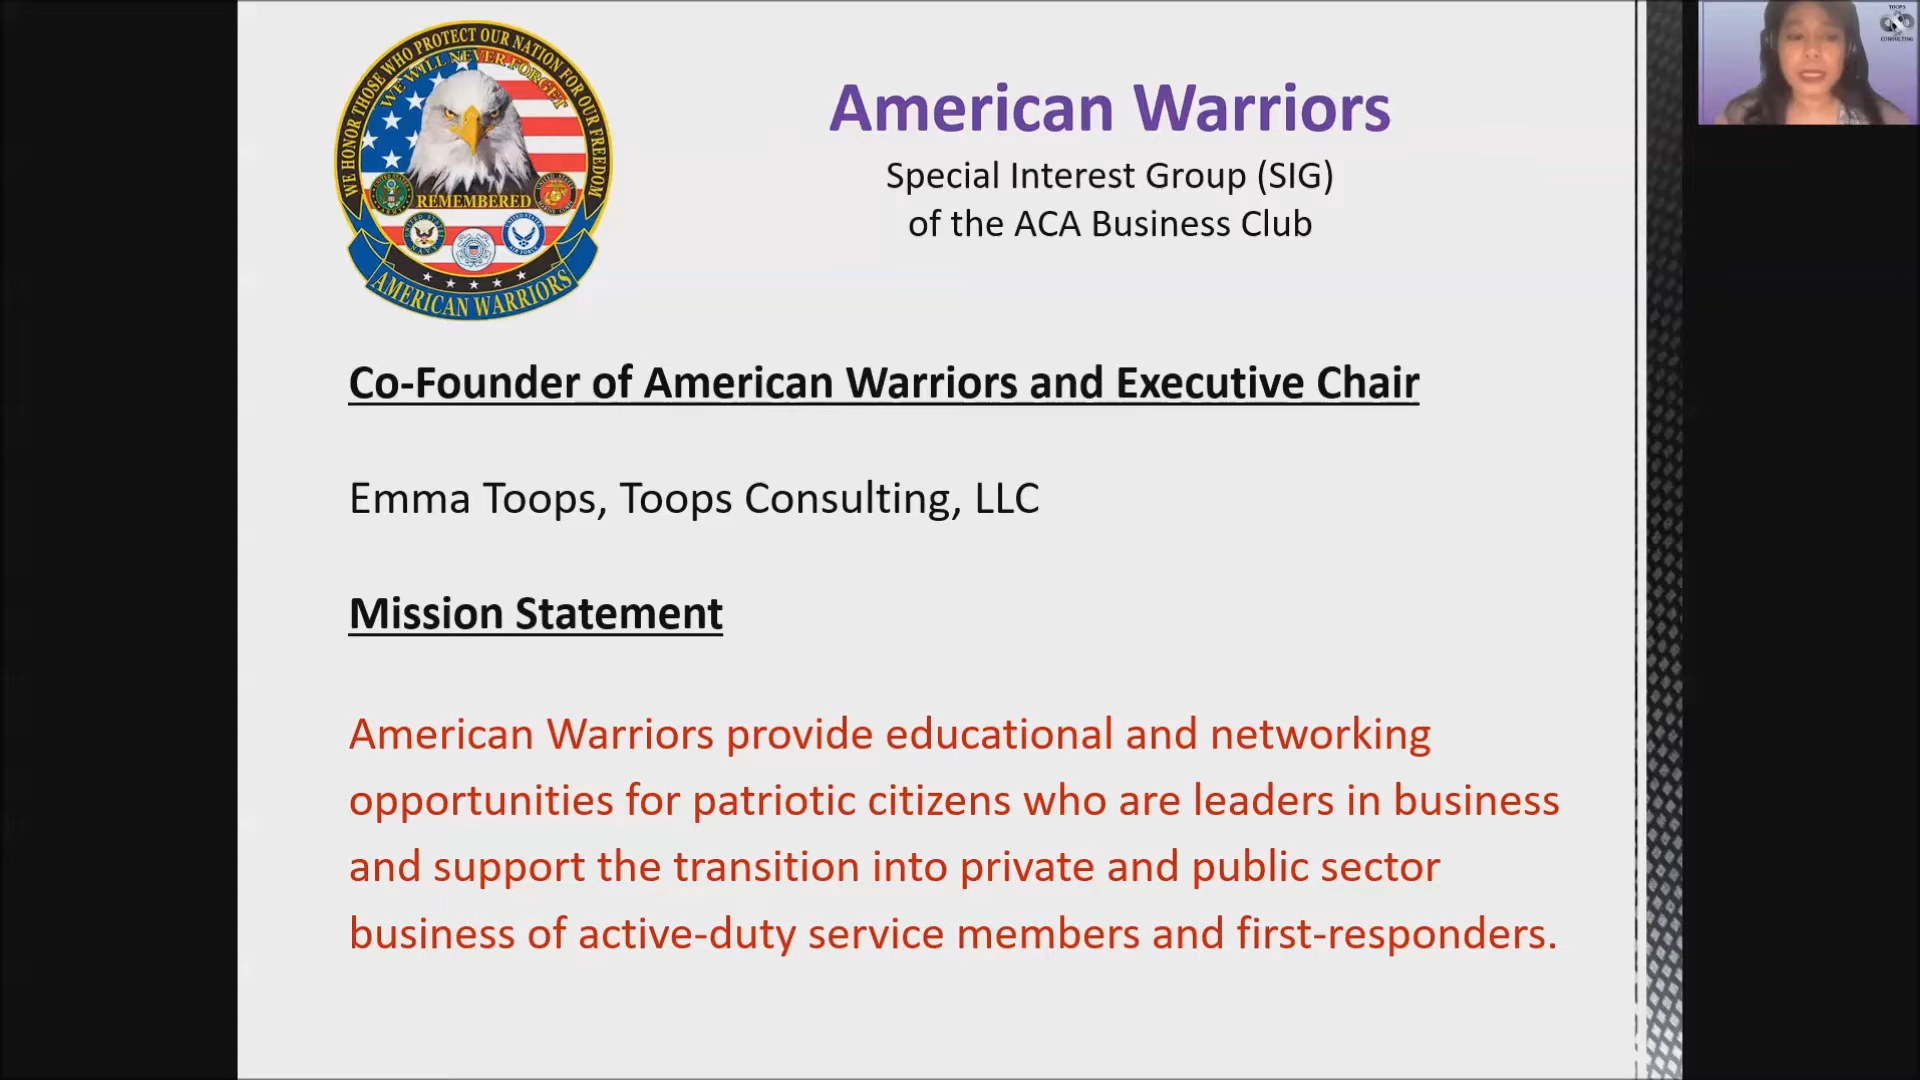 WE HONOR THOSE WHO PROTECT OUR NATION FOR OUR FREEDOM
WE WILL NEVER FORGET
REMEMBERED
AMERICAN WARRIORS
American Warriors
Special Interest Group (SIG)
of the ACA Business Club
TOOPS
CONSULTING
Co-Founder of American Warriors and Executive Chair
Emma Toops, Toops Consulting, LLC
Mission Statement
American Warriors provide educational and networking
opportunities for patriotic citizens who are leaders in business
and support the transition into private and public sector
business of active-duty service members and first-responders.